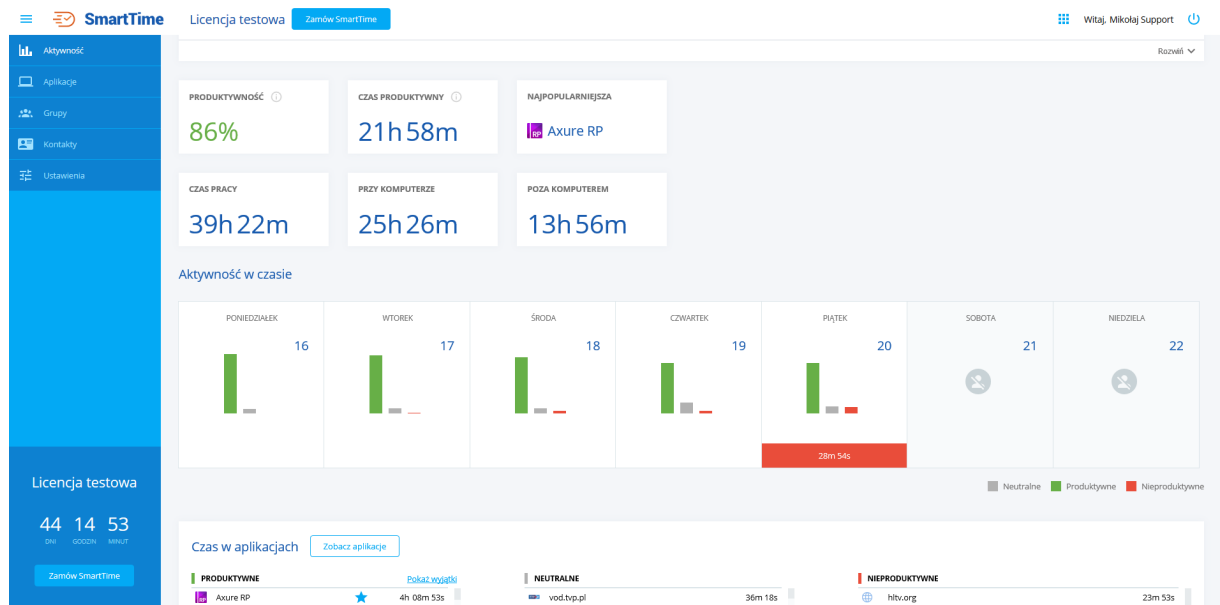 SmartTime Licencja testowa Zamów SmartTime Witaj, Mikołaj Support
Aktywność
Aplikacje
Grupy
Kontakty
Ustawienia
Rozwiń
PRODUKTYWNOŚĆ CZAS PRODUKTYWNY NAJPOPULARNIEJSZA
86% 21h 58m Axure RP
CZAS PRACY PRZY KOMPUTERZE POZA KOMPUTEREM
39h 22m 25h 26m 13h 56m
Aktywność w czasie
PONIEDZIAŁEK WTOREK ŚRODA CZWARTEK PIĄTEK SOBOTA NIEDZIELA
16 17 18 19 20 21 22
28m 54s
Neutralne Produktywne Nieproduktywne
Licencja testowa
44 14 53
DNI GODZIN MINUT
Zamów SmartTime
Czas w aplikacjach Zobacz aplikacje
PRODUKTYWNE Pokaż wyjątki NEUTRALNE NIEPRODUKTYWNE
RP Axure RP 4h 08m 53s vod.tvp.pl 36m 18s hltv.org 23m 53s